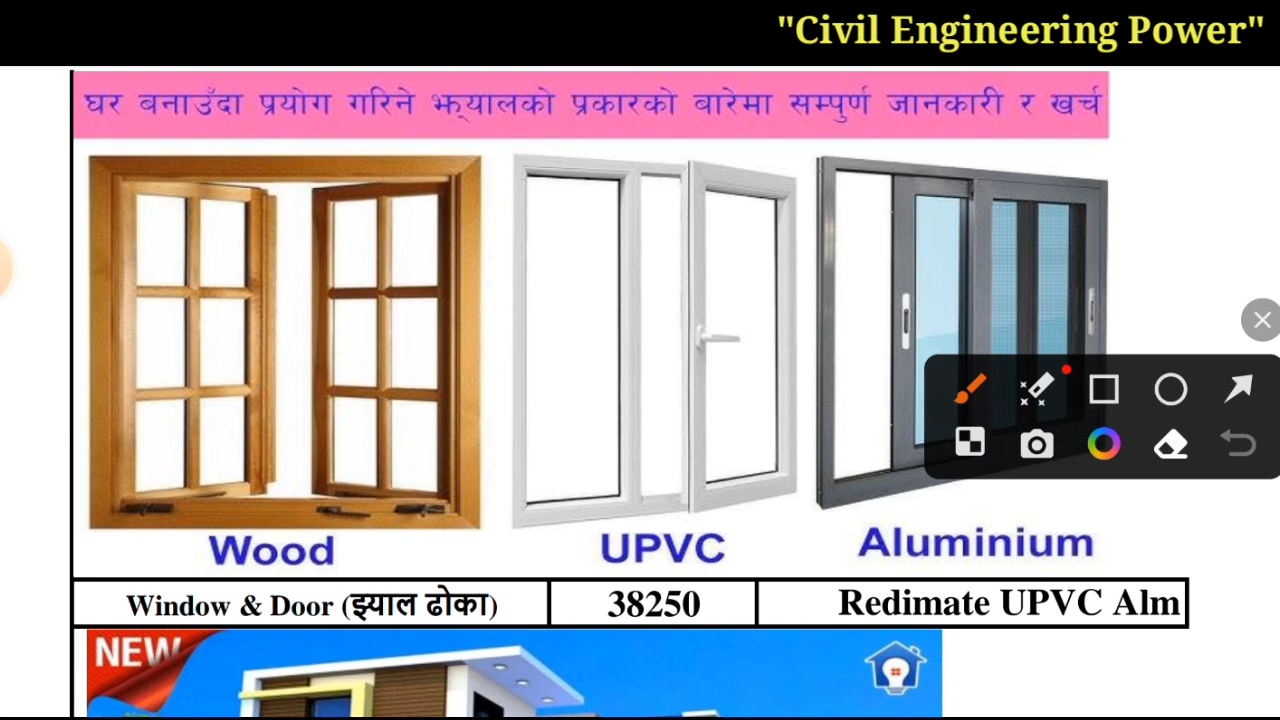 "Civil Engineering Power"
घर बनाउँदा प्रयोग गरिने झ्यालको प्रकारको बारेमा सम्पुर्ण जानकारी र खर्च
Wood UPVC Aluminium
Window & Door (झ्याल ढोका) 38250 Redimate UPVC Alm
NEW